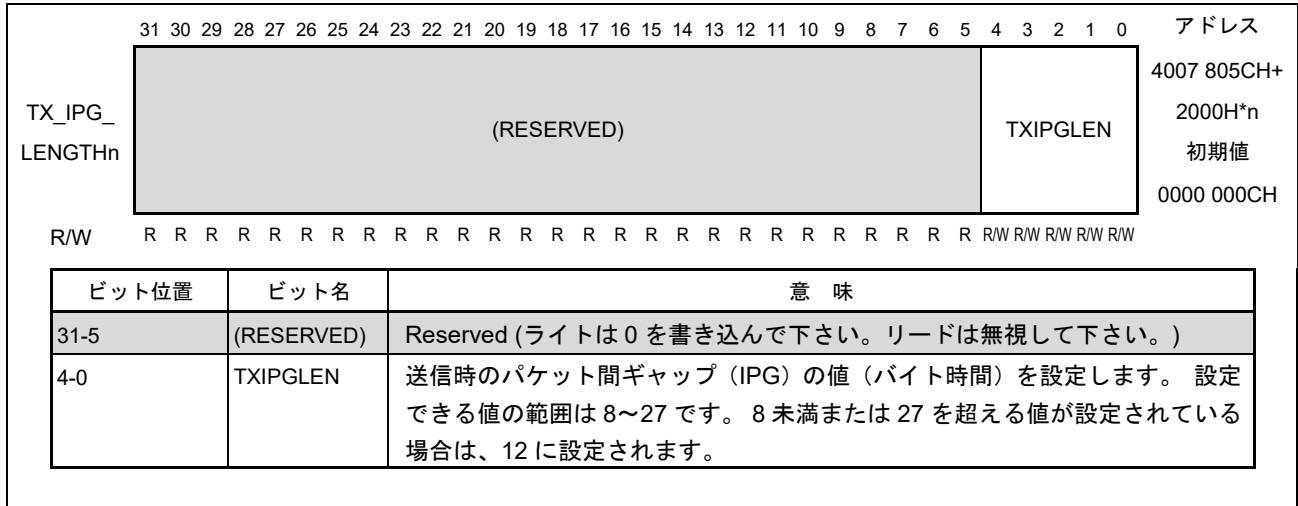 31 30 29 28 27 26 25 24 23 22 21 20 19 18 17 16 15 14 13 12 11 10 9 8 7 6 5 4 3 2 1 0 アドレス
4007 805CH+
TX_IPG_ (RESERVED) TXIPGLEN 2000H*n
LENGTHn 初期値
0000 000CH
R/W R R R R R R R R R R R R R R R R R R R R R R R R R R R R/W R/W R/W R/W R/W
ビット位置 ビット名 意 味
31-5 (RESERVED) Reserved (ライトは 0 を書き込んで下さい。リードは無視して下さい。)
4-0 TXIPGLEN 送信時のパケット間ギャップ（IPG）の値（バイト時間）を設定します。 設定
できる値の範囲は 8～27 です。 8 未満または 27 を超える値が設定されている
場合は、12 に設定されます。